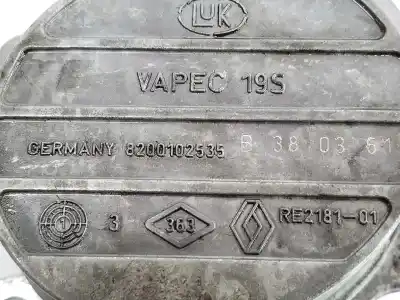 LUK
VAPEC 19S
GERMANY 8200102535 B 38 03 61
3 363 RE2181-01